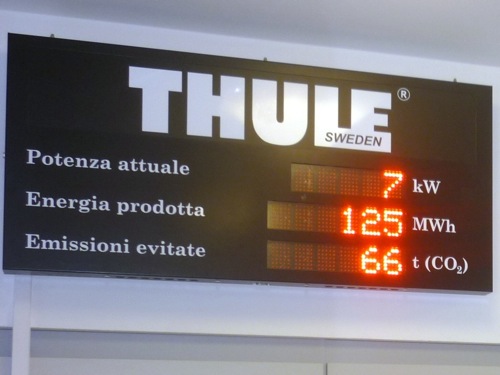 THULE®
SWEDEN
Potenza attuale 7 kW
Energia prodotta 125 MWh
Emissioni evitate 66 t (CO₂)